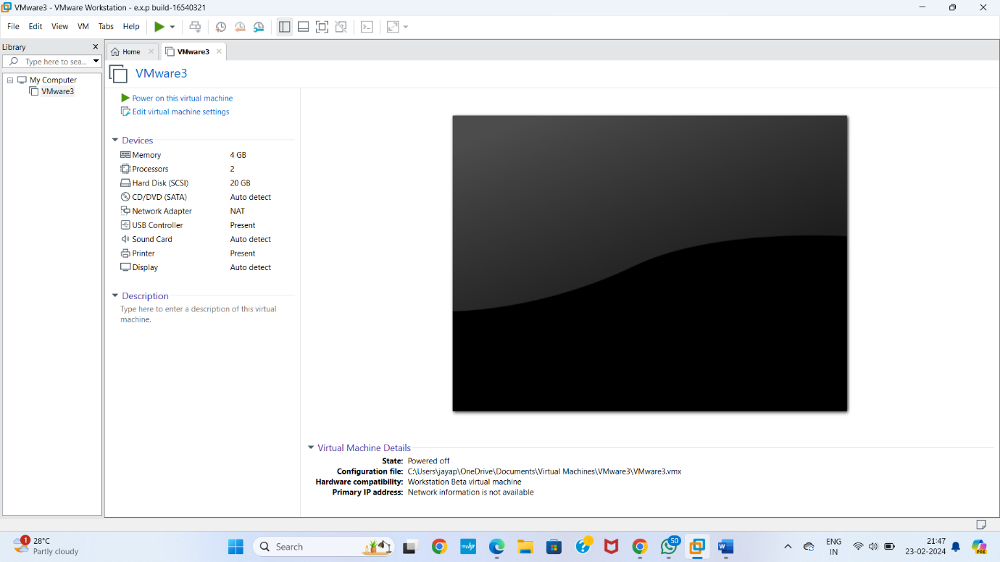 VMware3 - VMware Workstation - e.x.p build-16540321
File Edit View VM Tabs Help
Library
Type here to sea...
My Computer
VMware3
Home
VMware3
VMware3
Power on this virtual machine
Edit virtual machine settings
Devices
Memory 4 GB
Processors 2
Hard Disk (SCSI) 20 GB
CD/DVD (SATA) Auto detect
Network Adapter NAT
USB Controller Present
Sound Card Auto detect
Printer Present
Display Auto detect
Description
Type here to enter a description of this virtual
machine.
Virtual Machine Details
State: Powered off
Configuration file: C:\Users\jayap\OneDrive\Documents\Virtual Machines\VMware3\VMware3.vmx
Hardware compatibility: Workstation Beta virtual machine
Primary IP address: Network information is not available
1
28°C
Partly cloudy
Search
myhp
50
W
ENG
IN
21:47
23-02-2024
PRE